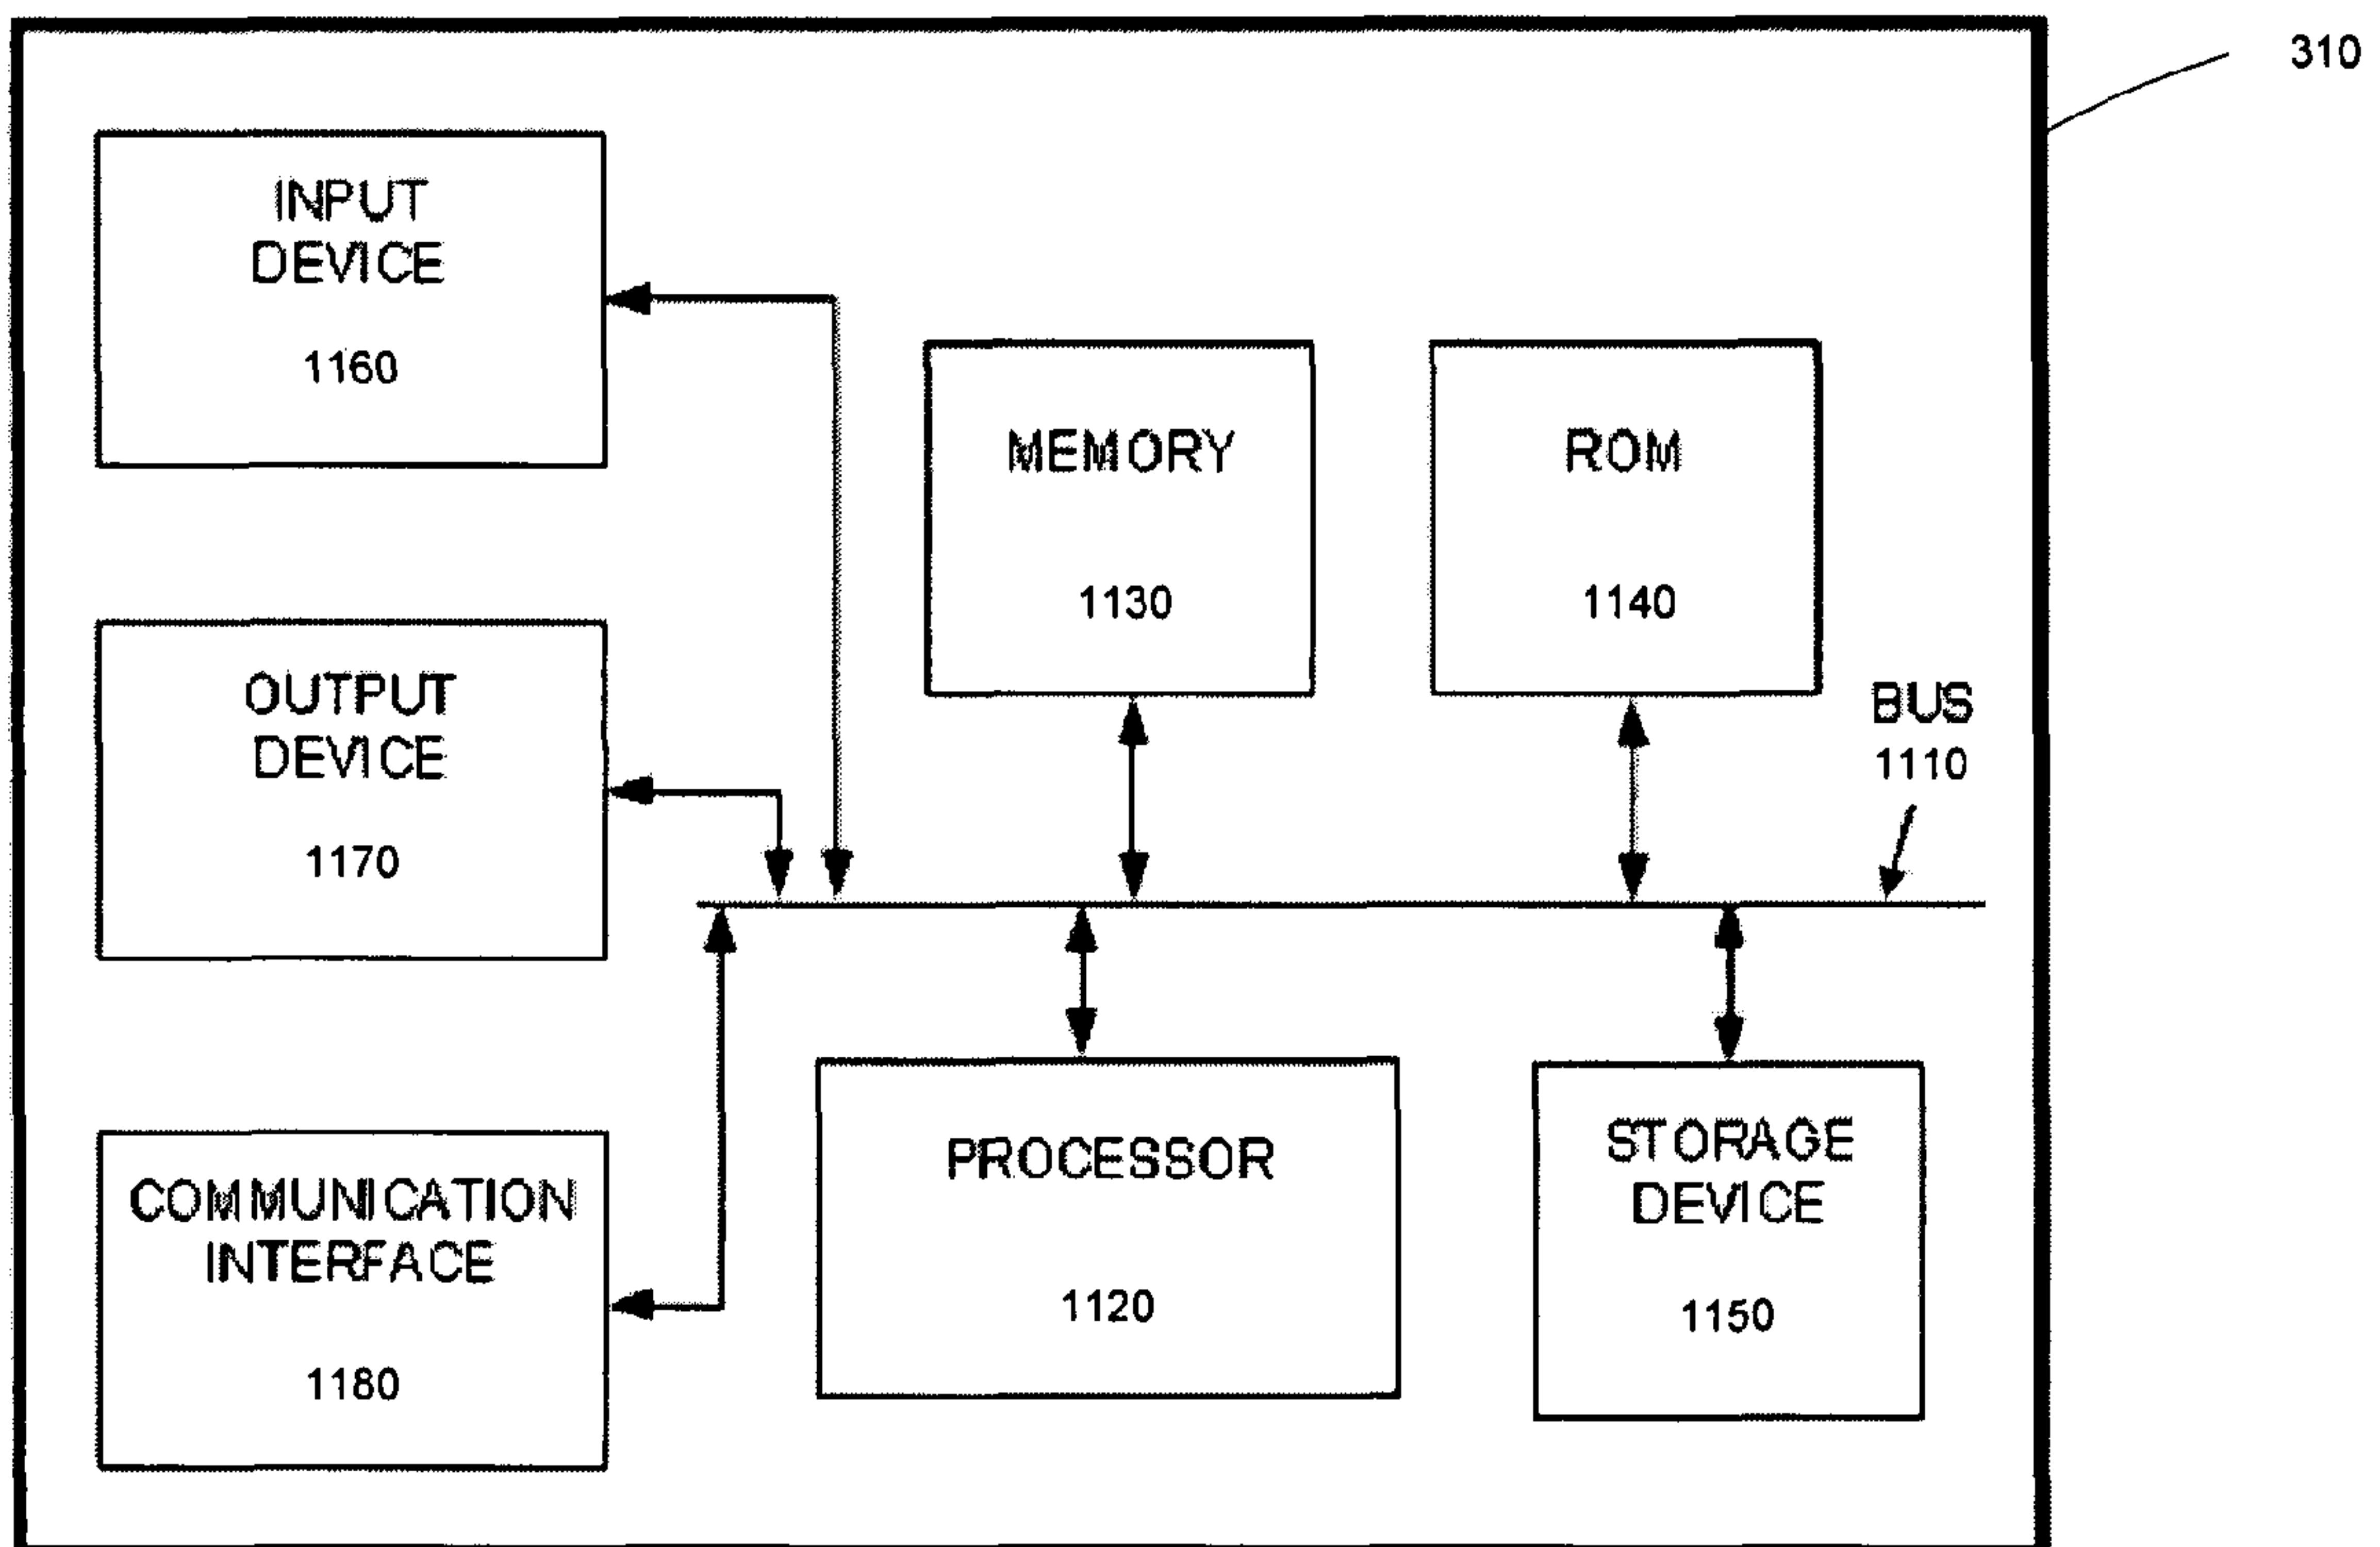 310
INPUT
DEVICE
1160
MEMORY
1130
ROM
1140
OUTPUT
DEVICE
1170
BUS
1110
COMMUNICATION
INTERFACE
1180
PROCESSOR
1120
STORAGE
DEVICE
1150